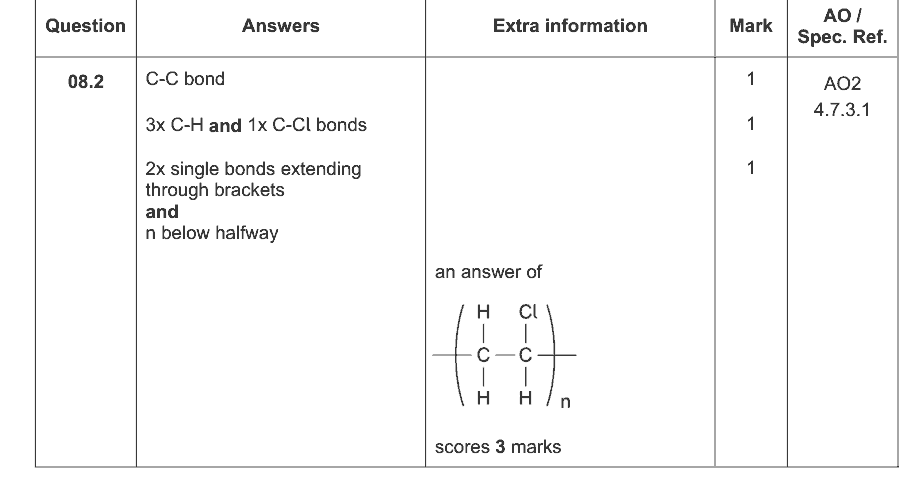 Question Answers Extra information Mark AO /
Spec. Ref.
08.2 C-C bond 1 AO2
4.7.3.1
3x C-H and 1x C-Cl bonds 1
2x single bonds extending 1
through brackets
and
n below halfway
an answer of
H Cl
C C
H H n
scores 3 marks